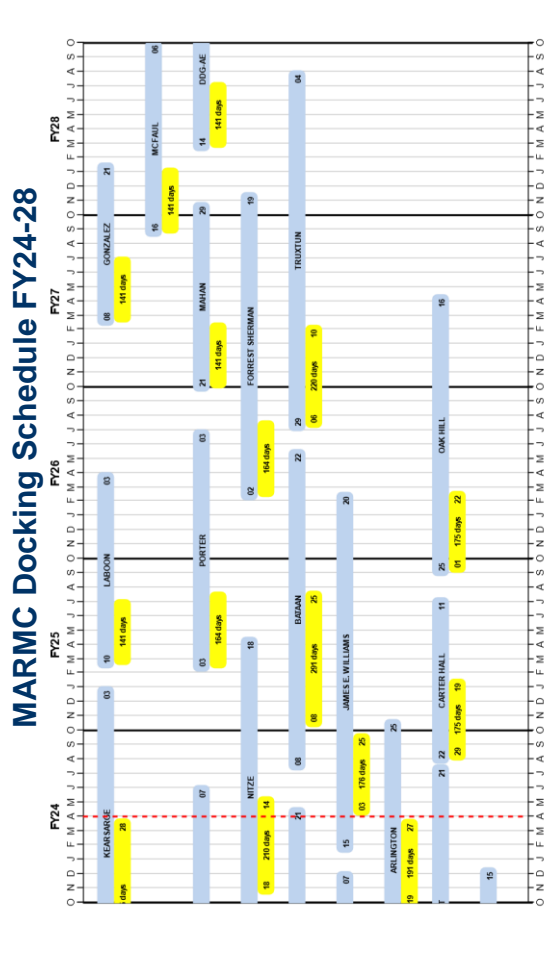 MARMC Docking Schedule FY24-28
FY24 FY25 FY26 FY27 FY28
O N D J F M A M J J A S O N D J F M A M J J A S O N D J F M A M J J A S O N D J F M A M J J A S O N D J F M A M J J A S O
KEARSARGE 03 10 LABOON 03 08 GONZALEZ 21
days 28 141 days 141 days
16 MCFAUL 06
141 days
07 03 PORTER 03 21 MAHAN 29 14 DDG-AE
164 days 141 days 141 days
NITZE 18 02 FORREST SHERMAN 19
18 210 days 14 164 days
21 08 BATAAN 22 29 TRUXTUN 04
08 291 days 25 06 220 days 10
07 15 JAMES E. WILLIAMS 20
03 176 days 25
ARLINGTON 25
19 191 days 27
T 21 22 CARTER HALL 11 25 OAK HILL 16
29 175 days 19 01 175 days 22
15
O N D J F M A M J J A S O N D J F M A M J J A S O N D J F M A M J J A S O N D J F M A M J J A S O N D J F M A M J J A S O